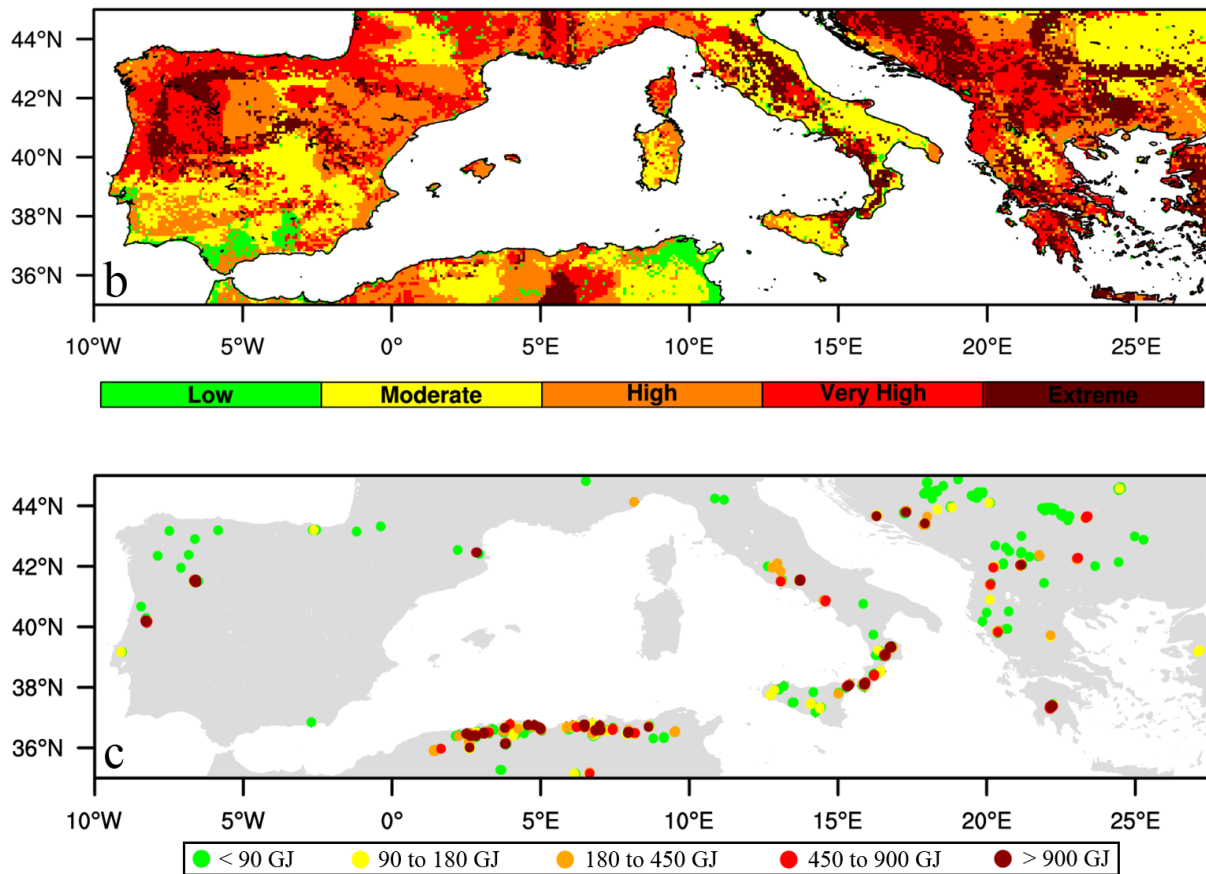 44°N
42°N
40°N
38°N
36°N
b
10°W 5°W 0° 5°E 10°E 15°E 20°E 25°E
Low Moderate High Very High Extreme
44°N
42°N
40°N
38°N
36°N
c
10°W 5°W 0° 5°E 10°E 15°E 20°E 25°E
< 90 GJ 90 to 180 GJ 180 to 450 GJ 450 to 900 GJ > 900 GJ